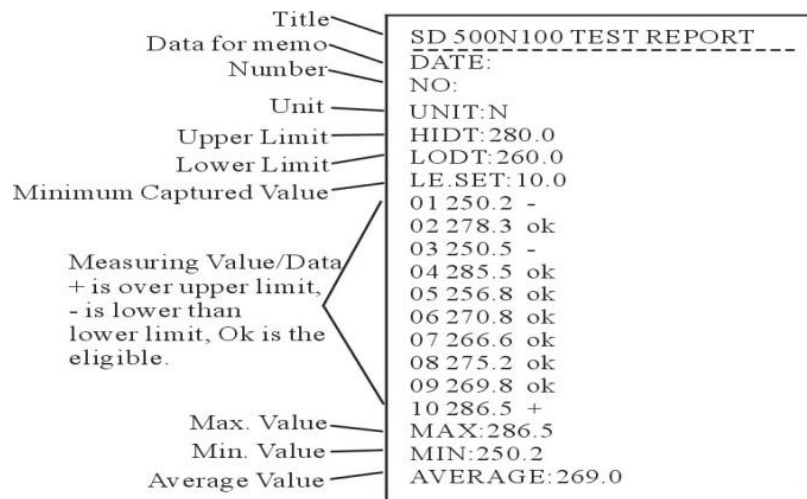 Title
Data for memo
Number
Unit
Upper Limit
Lower Limit
Minimum Captured Value
Measuring Value/Data
+ is over upper limit,
- is lower than
lower limit, Ok is the
eligible.
Max. Value
Min. Value
Average Value
SD 500N100 TEST REPORT
DATE:
NO:
UNIT:N
HIDT:280.0
LODT:260.0
LE.SET:10.0
01 250.2 -
02 278.3 ok
03 250.5 -
04 285.5 ok
05 256.8 ok
06 270.8 ok
07 266.6 ok
08 275.2 ok
09 269.8 ok
10 286.5 +
MAX:286.5
MIN:250.2
AVERAGE:269.0